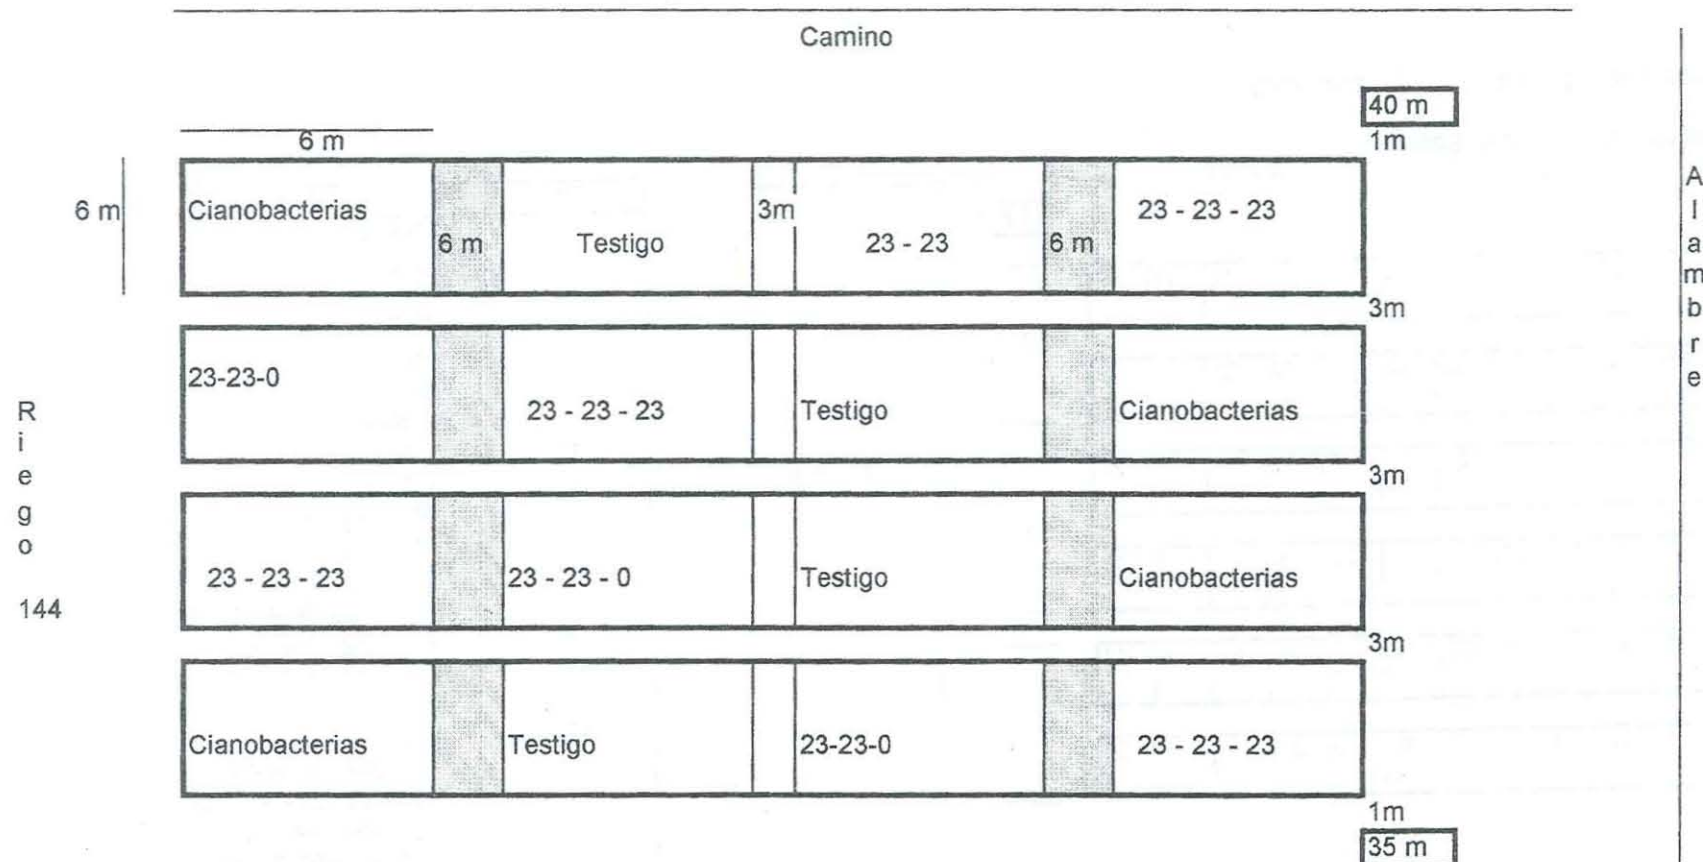 Camino
40 m
1m
6 m
6 m
Cianobacterias
6 m
Testigo
3m
23 - 23
6 m
23 - 23 - 23
3m
23-23-0
23 - 23 - 23
Testigo
Cianobacterias
3m
23 - 23 - 23
23 - 23 - 0
Testigo
Cianobacterias
3m
Cianobacterias
Testigo
23-23-0
23 - 23 - 23
1m
35 m
Riego
144
Alambre